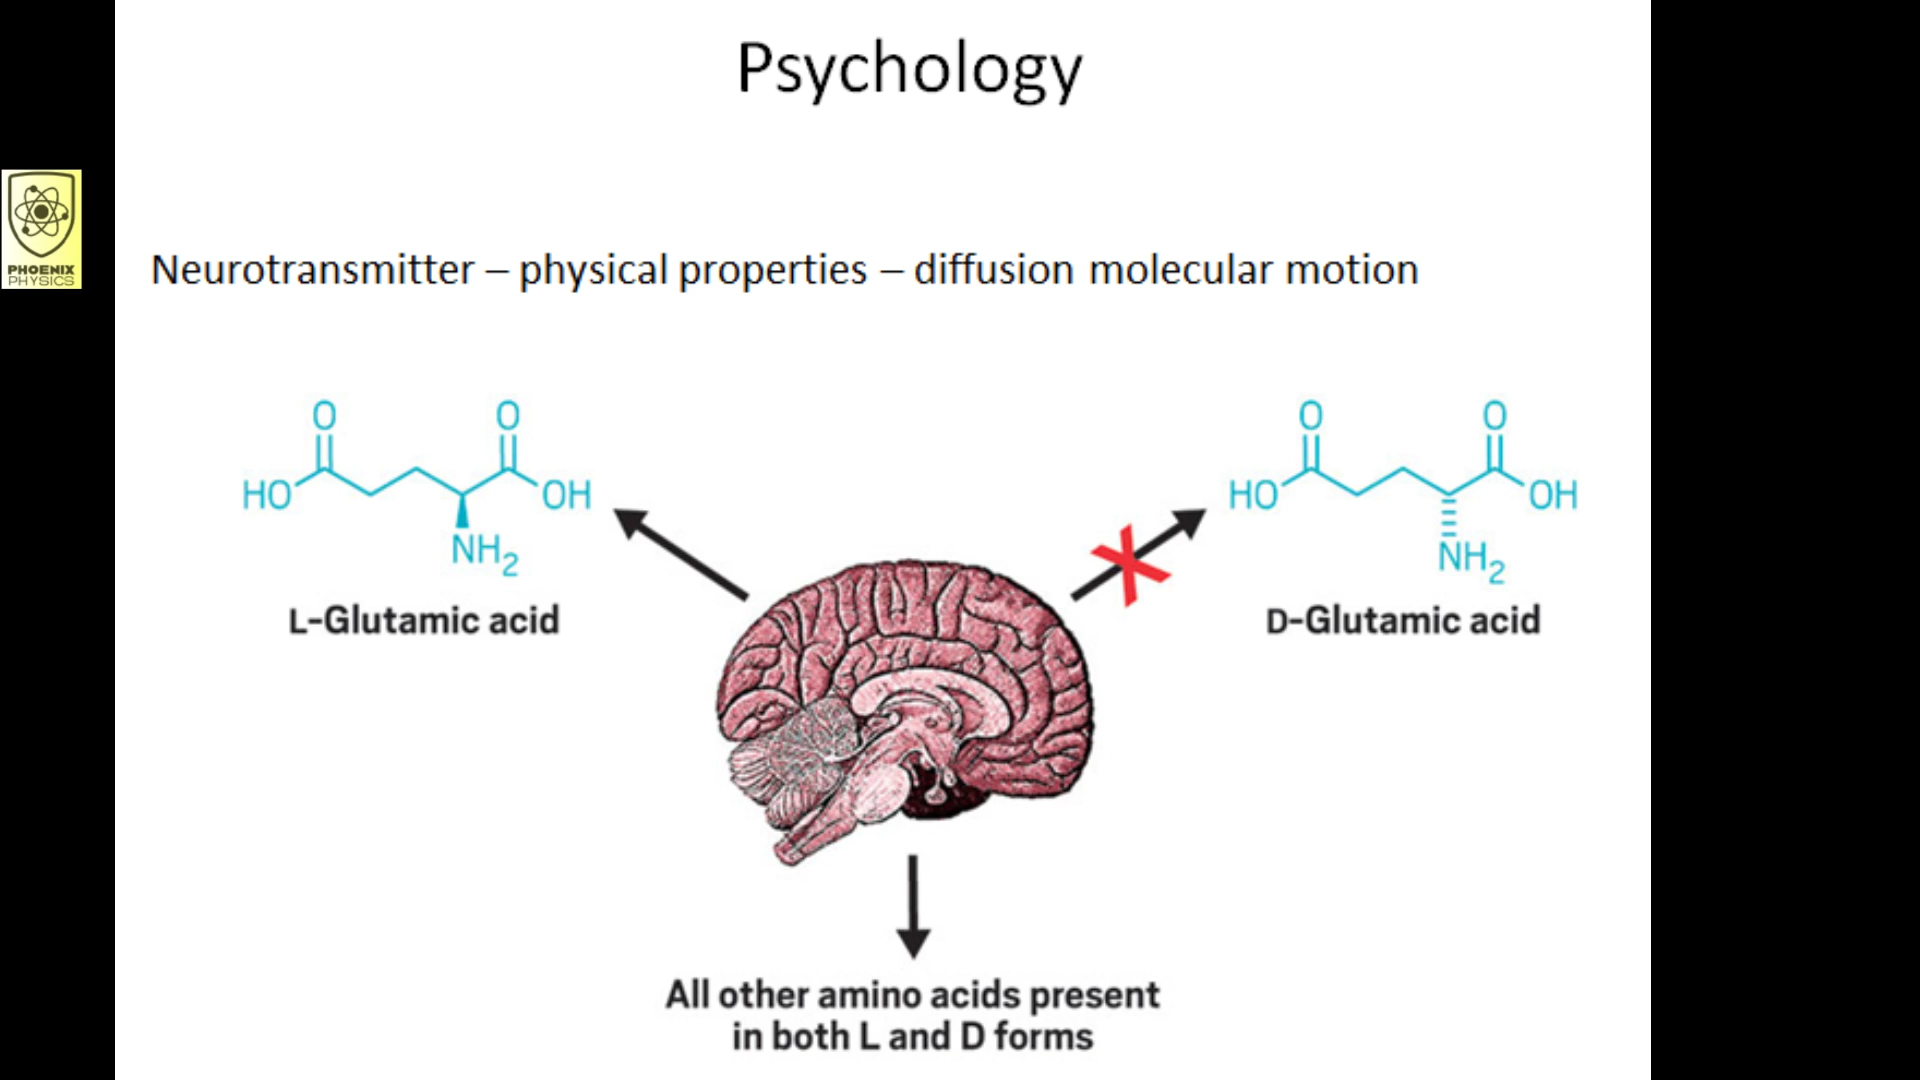 Psychology
PHOENIX
PHYSICS
Neurotransmitter – physical properties – diffusion molecular motion
O
O
HO
OH
NH2
L-Glutamic acid
O
O
HO
OH
NH2
D-Glutamic acid
All other amino acids present
in both L and D forms